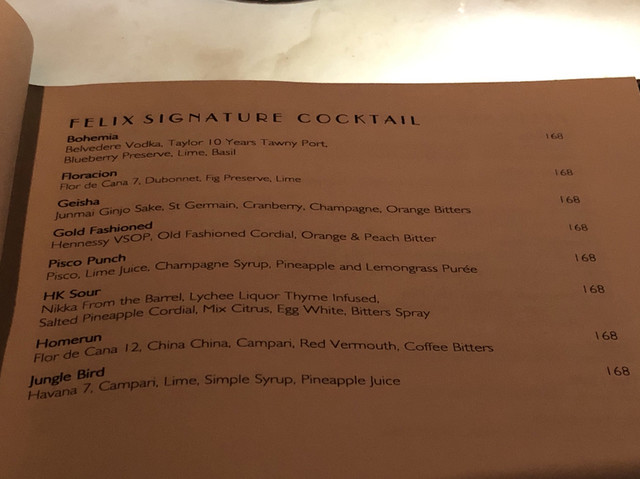 FELIX SIGNATURE COCKTAIL
Bohemia 168
Belvedere Vodka, Taylor 10 Years Tawny Port,
Blueberry Preserve, Lime, Basil
Floracion 168
Flor de Cana 7, Dubonnet, Fig Preserve, Lime
Geisha 168
Junmai Ginjo Sake, St Germain, Cranberry, Champagne, Orange Bitters
Gold Fashioned 168
Hennessy VSOP, Old Fashioned Cordial, Orange & Peach Bitter
Pisco Punch 168
Pisco, Lime Juice, Champagne Syrup, Pineapple and Lemongrass Purée
HK Sour 168
Nikka From the Barrel, Lychee Liquor Thyme Infused,
Salted Pineapple Cordial, Mix Citrus, Egg White, Bitters Spray
Homerun 168
Flor de Cana 12, China China, Campari, Red Vermouth, Coffee Bitters
Jungle Bird 168
Havana 7, Campari, Lime, Simple Syrup, Pineapple Juice